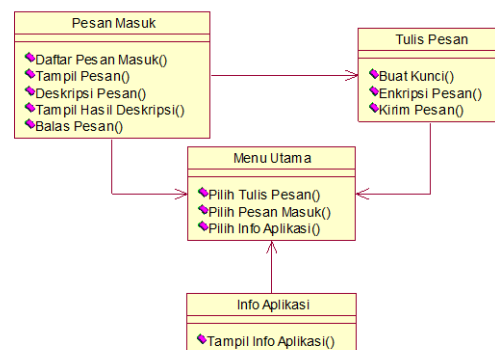 Pesan Masuk
Daftar Pesan Masuk()
Tampil Pesan()
Deskripsi Pesan()
Tampil Hasil Deskripsi()
Balas Pesan()
Tulis Pesan
Buat Kunci()
Enkripsi Pesan()
Kirim Pesan()
Menu Utama
Pilih Tulis Pesan()
Pilih Pesan Masuk()
Pilih Info Aplikasi()
Info Aplikasi
Tampil Info Aplikasi()